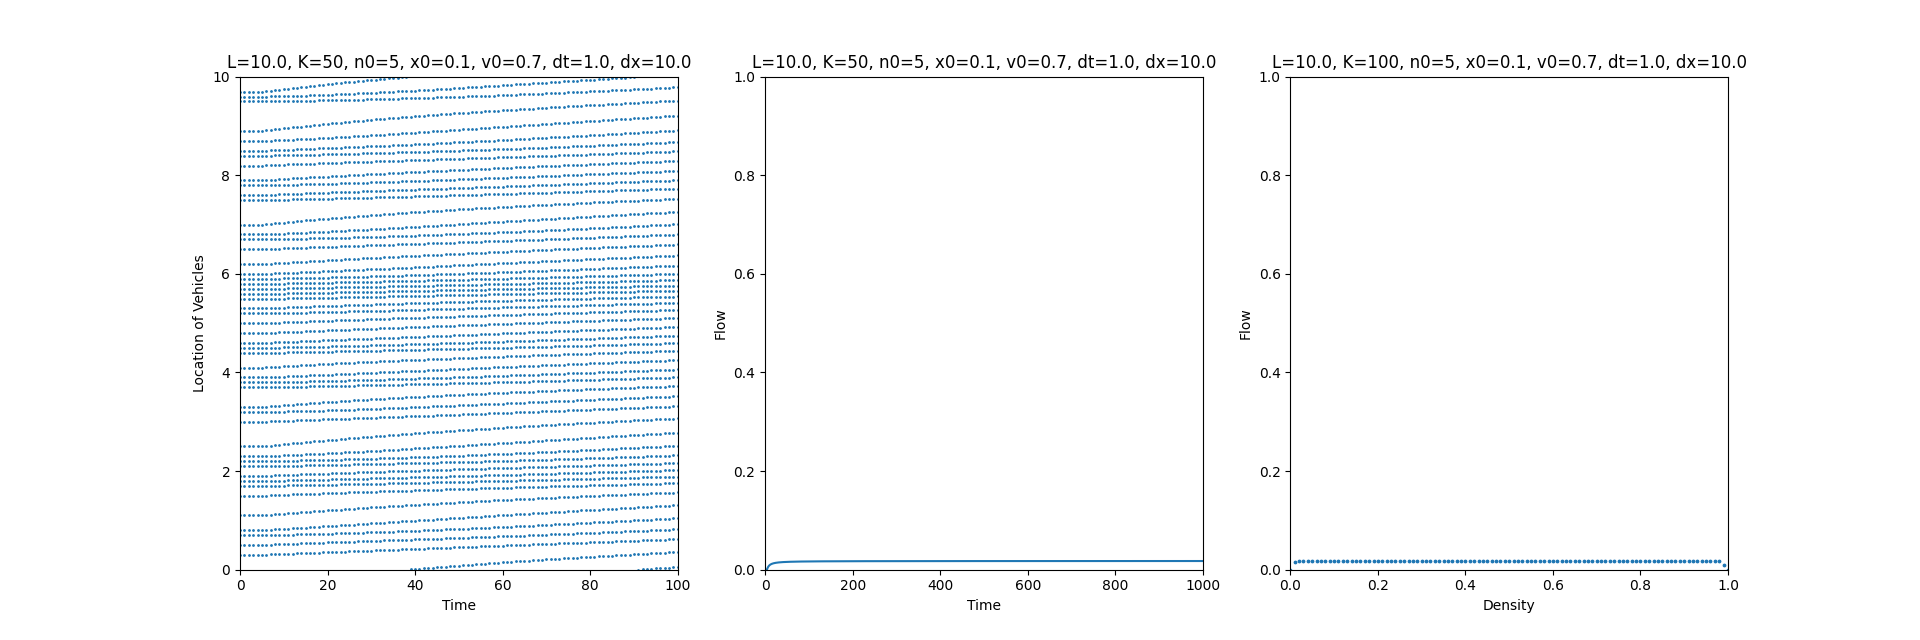 L=10.0, K=50, n0=5, x0=0.1, v0=0.7, dt=1.0, dx=10.0
10
8
6
4
2
0
Location of Vehicles
0 20 40 60 80 100
Time
L=10.0, K=50, n0=5, x0=0.1, v0=0.7, dt=1.0, dx=10.0
1.0
0.8
0.6
0.4
0.2
0.0
Flow
0 200 400 600 800 1000
Time
L=10.0, K=100, n0=5, x0=0.1, v0=0.7, dt=1.0, dx=10.0
1.0
0.8
0.6
0.4
0.2
0.0
Flow
0.0 0.2 0.4 0.6 0.8 1.0
Density